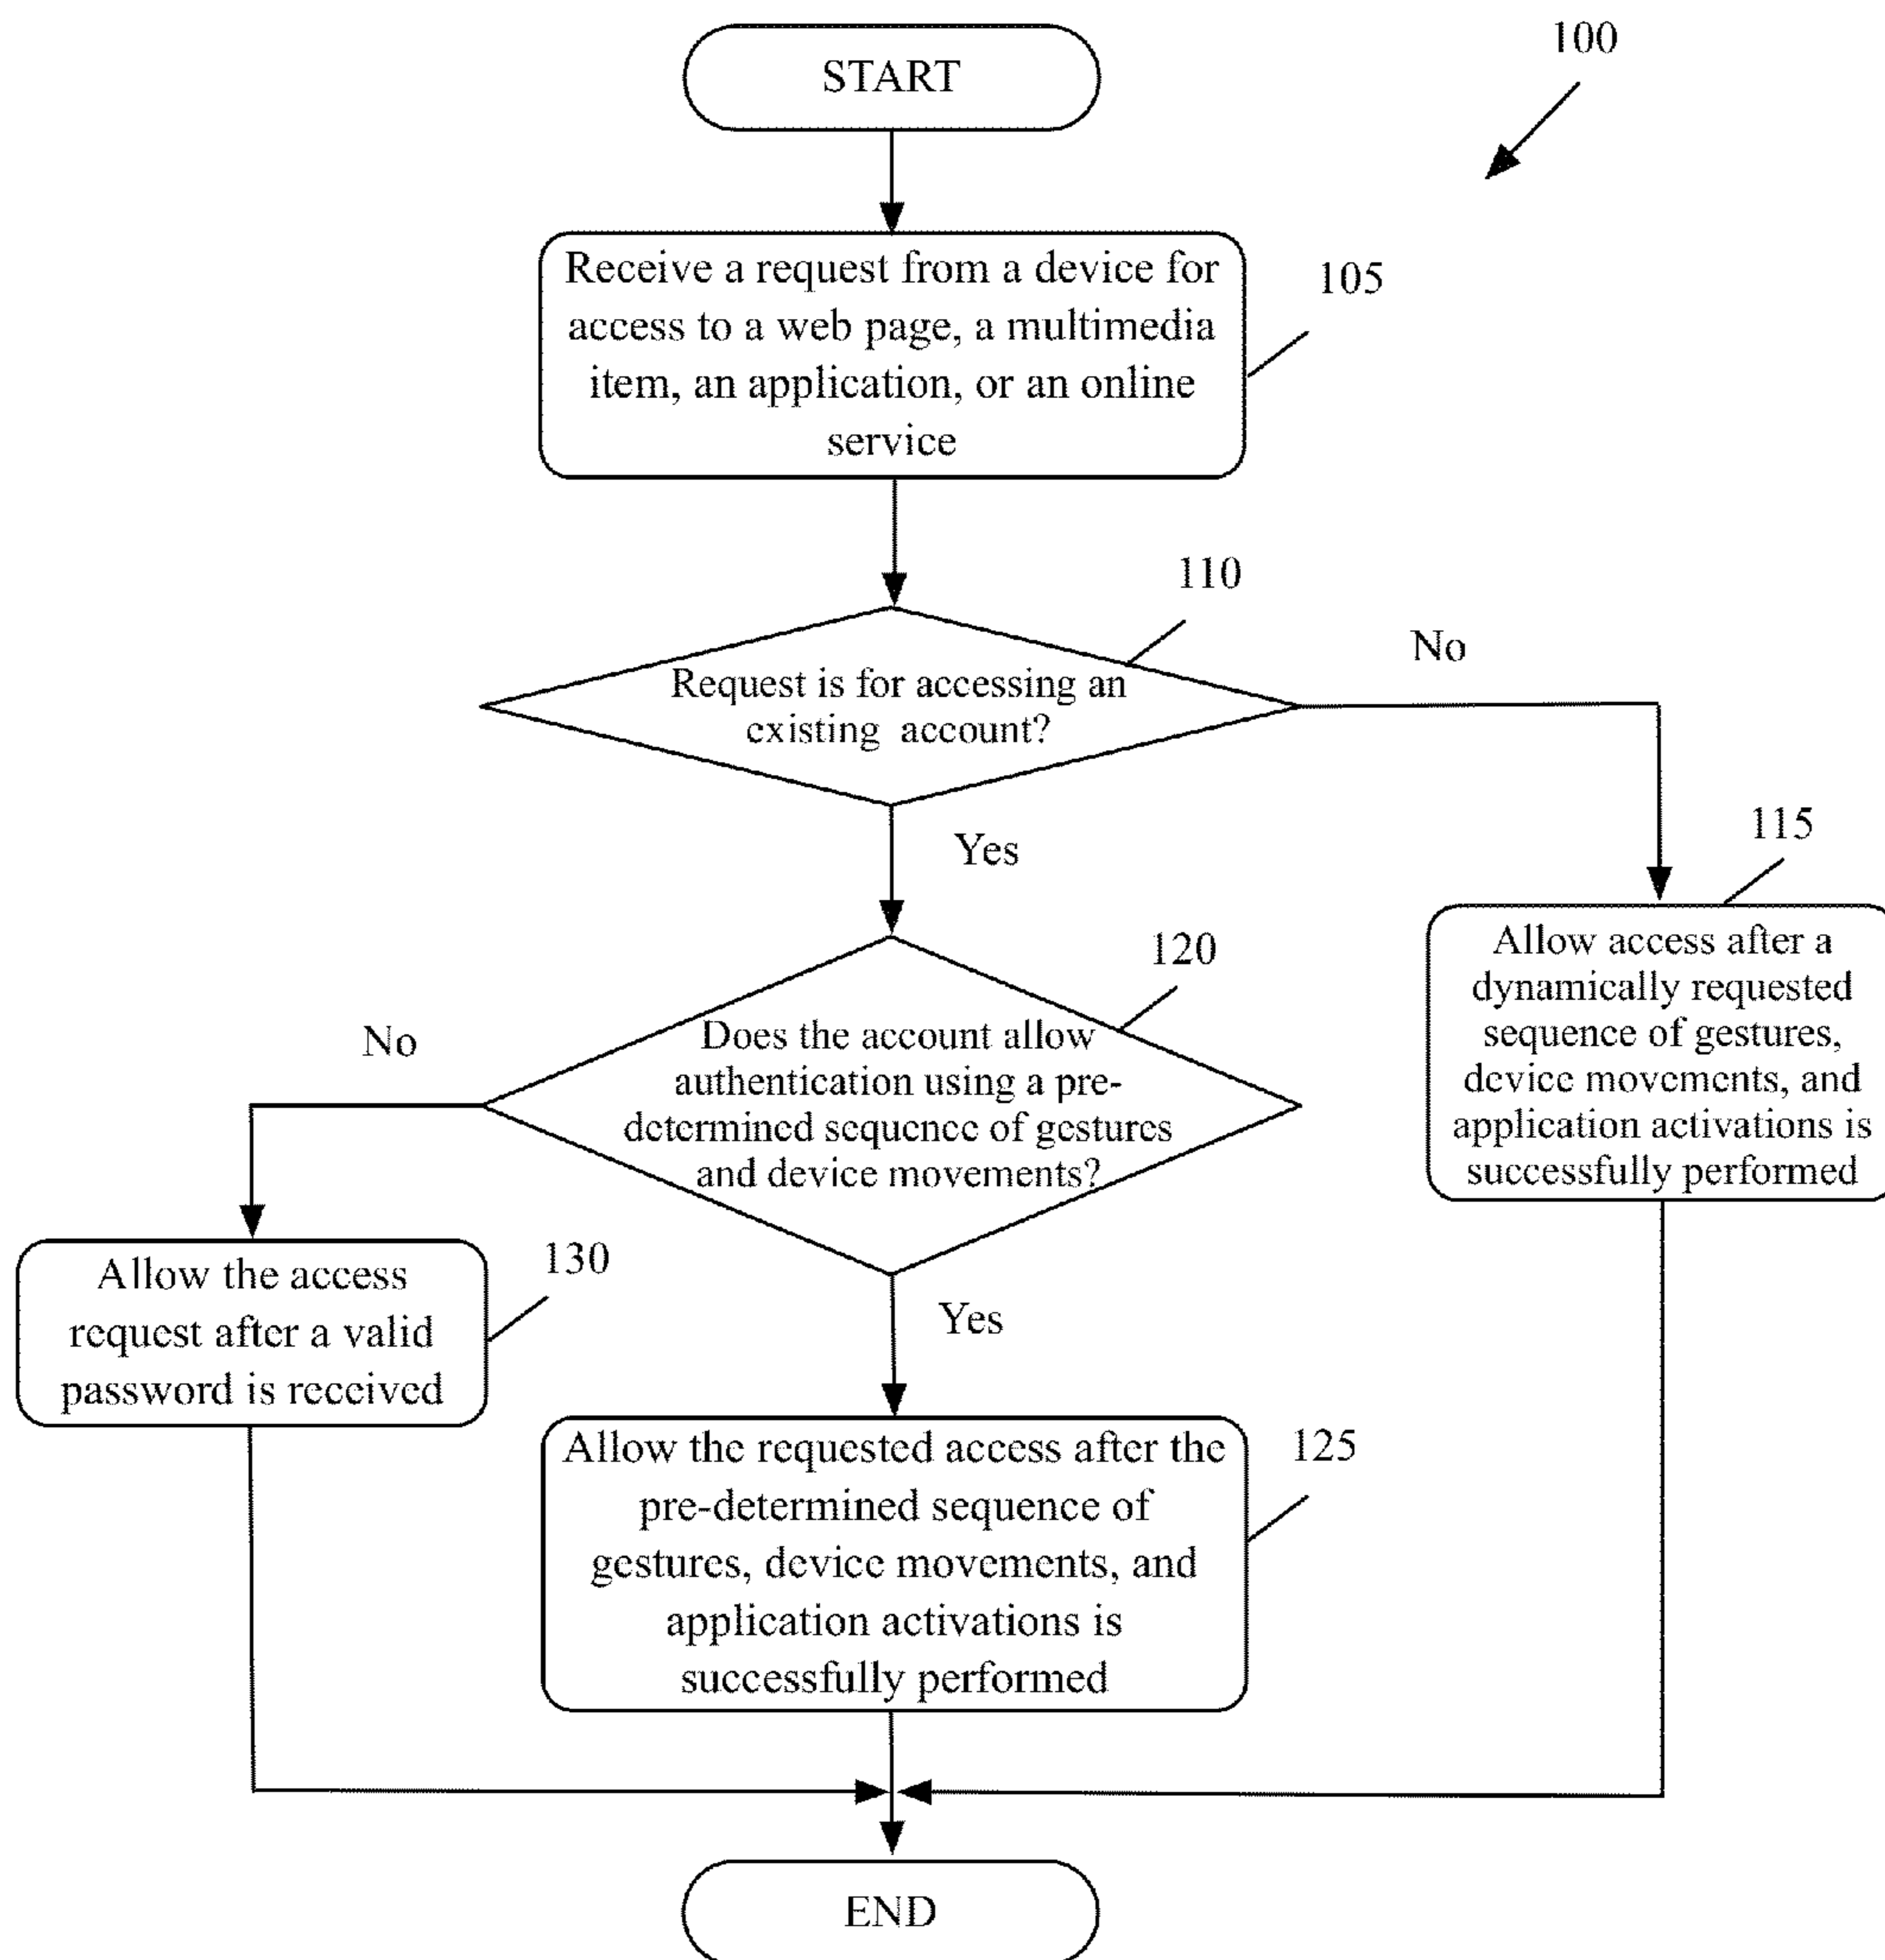 100
START
Receive a request from a device for
access to a web page, a multimedia
item, an application, or an online
service
105
110
Request is for accessing an
existing account?
No
Yes
115
Allow access after a
dynamically requested
sequence of gestures,
device movements, and
application activations is
successfully performed
120
Does the account allow
authentication using a pre-
determined sequence of gestures
and device movements?
No
Yes
130
Allow the access
request after a valid
password is received
125
Allow the requested access after the
pre-determined sequence of
gestures, device movements, and
application activations is
successfully performed
END